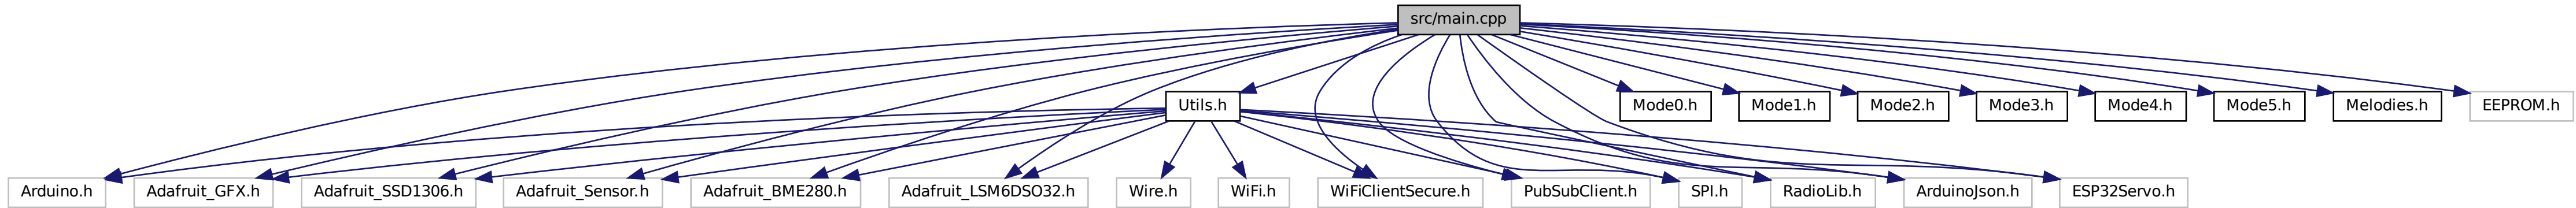 src/main.cpp
Utils.h
Mode0.h
Mode1.h
Mode2.h
Mode3.h
Mode4.h
Mode5.h
Melodies.h
EEPROM.h
Arduino.h
Adafruit_GFX.h
Adafruit_SSD1306.h
Adafruit_Sensor.h
Adafruit_BME280.h
Adafruit_LSM6DSO32.h
Wire.h
WiFi.h
WiFiClientSecure.h
PubSubClient.h
SPI.h
RadioLib.h
ArduinoJson.h
ESP32Servo.h